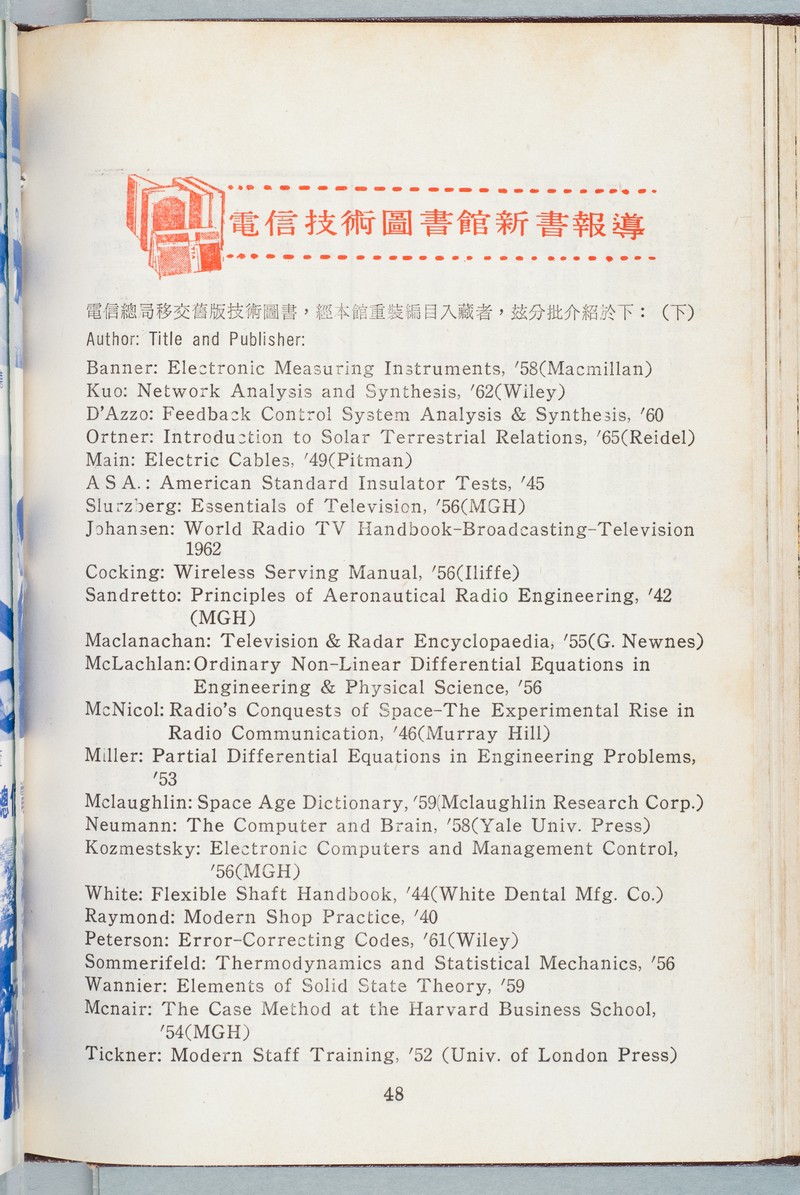 電信技術圖書館新書報導
電信總局移交舊版技術圖書，經本館重裝編目入藏者，玆分批介紹於下：（下）
Author: Title and Publisher:
Banner: Electronic Measuring Instruments, '58(Macmillan)
Kuo: Network Analysis and Synthesis, '62(Wiley)
D'Azzo: Feedback Control System Analysis & Synthesis, '60
Ortner: Introduction to Solar Terrestrial Relations, '65(Reidel)
Main: Electric Cables, '49(Pitman)
A S A.: American Standard Insulator Tests, '45
Slurzberg: Essentials of Television, '56(MGH)
Johansen: World Radio TV Handbook-Broadcasting-Television
1962
Cocking: Wireless Serving Manual, '56(Iliffe)
Sandretto: Principles of Aeronautical Radio Engineering, '42
(MGH)
Maclanachan: Television & Radar Encyclopaedia, '55(G. Newnes)
McLachlan: Ordinary Non-Linear Differential Equations in
Engineering & Physical Science, '56
McNicol: Radio's Conquests of Space-The Experimental Rise in
Radio Communication, '46(Murray Hill)
Miller: Partial Differential Equations in Engineering Problems,
'53
Mclaughlin: Space Age Dictionary, '59(Mclaughlin Research Corp.)
Neumann: The Computer and Brain, '58(Yale Univ. Press)
Kozmestsky: Electronic Computers and Management Control,
'56(MGH)
White: Flexible Shaft Handbook, '44(White Dental Mfg. Co.)
Raymond: Modern Shop Practice, '40
Peterson: Error-Correcting Codes, '61(Wiley)
Sommerifeld: Thermodynamics and Statistical Mechanics, '56
Wannier: Elements of Solid State Theory, '59
Mcnair: The Case Method at the Harvard Business School,
'54(MGH)
Tickner: Modern Staff Training, '52 (Univ. of London Press)
48